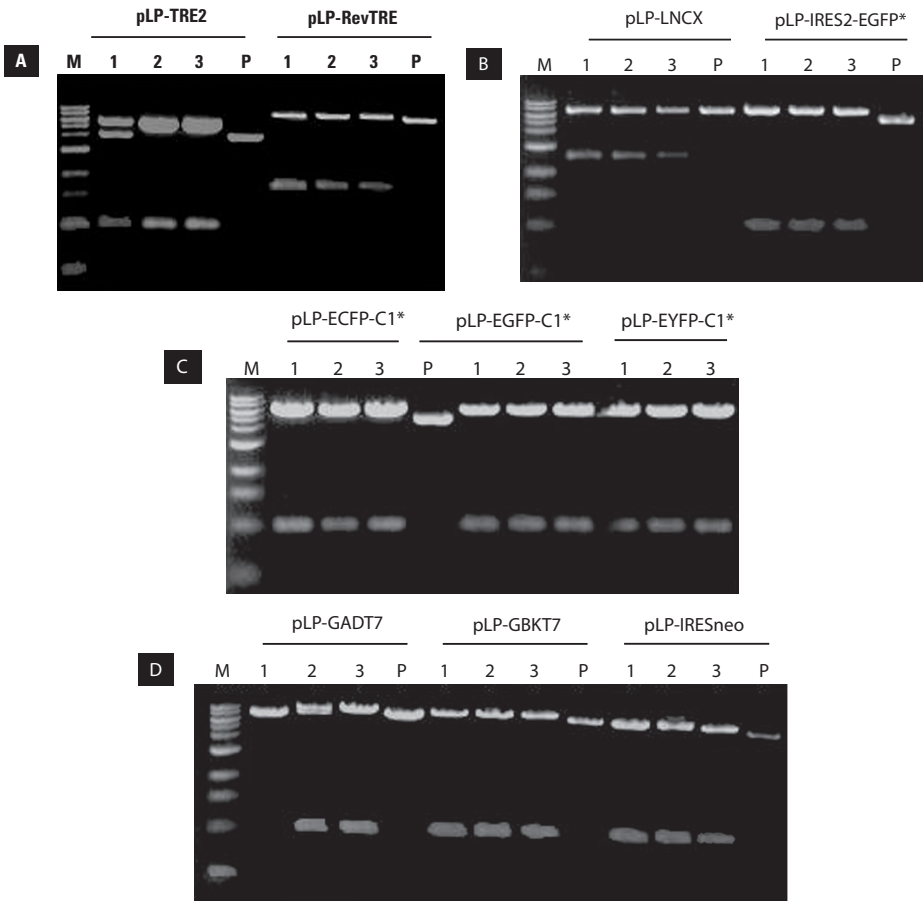 pLP-TRE2 pLP-RevTRE
A M 1 2 3 P 1 2 3 P
pLP-LNCX pLP-IRES2-EGFP*
B M 1 2 3 P 1 2 3 P
pLP-ECFP-C1* pLP-EGFP-C1* pLP-EYFP-C1*
C M 1 2 3 P 1 2 3 1 2 3
pLP-GADT7 pLP-GBKT7 pLP-IRESneo
D M 1 2 3 P 1 2 3 P 1 2 3 P